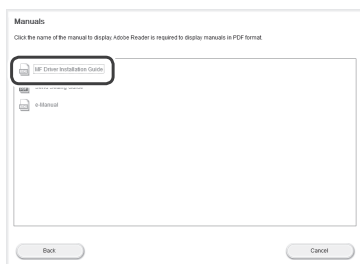 Manuals
Click the name of the manual to display. Adobe Reader is required to display manuals in PDF format.
MF Driver Installation Guide
e-Manual
Back
Cancel